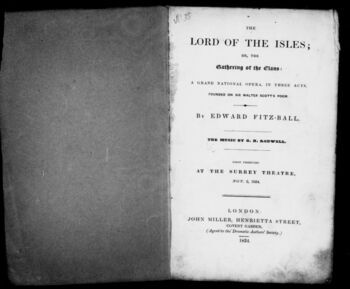 THE
LORD OF THE ISLES;
OR, THE
Gathering of the Clans:
A GRAND NATIONAL OPERA, IN THREE ACTS,
FOUNDED ON SIR WALTER SCOTT'S POEM.
BY EDWARD FITZ-BALL.
THE MUSIC BY G. H. RODWELL.
FIRST PERFORMED
AT THE SURREY THEATRE,
NOV. 1834.
LONDON:
JOHN MILLER, HENRIETTA STREET,
COVENT GARDEN,
(Agent to the Dramatic Authors' Society.)
1834.